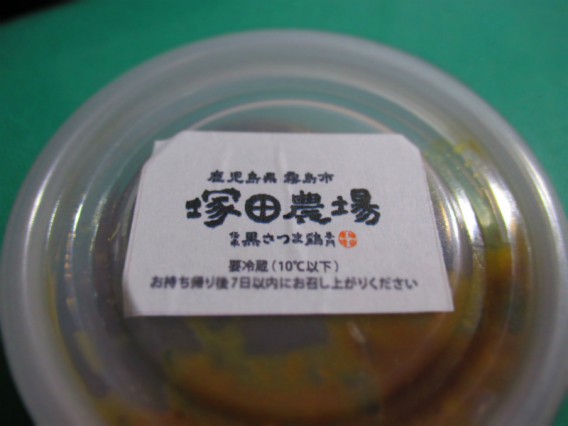 鹿児島県 霧島市
塚田農場
黒さつま鶏
要冷蔵(10℃以下)
お持ち帰り後7日以内にお召し上がりください